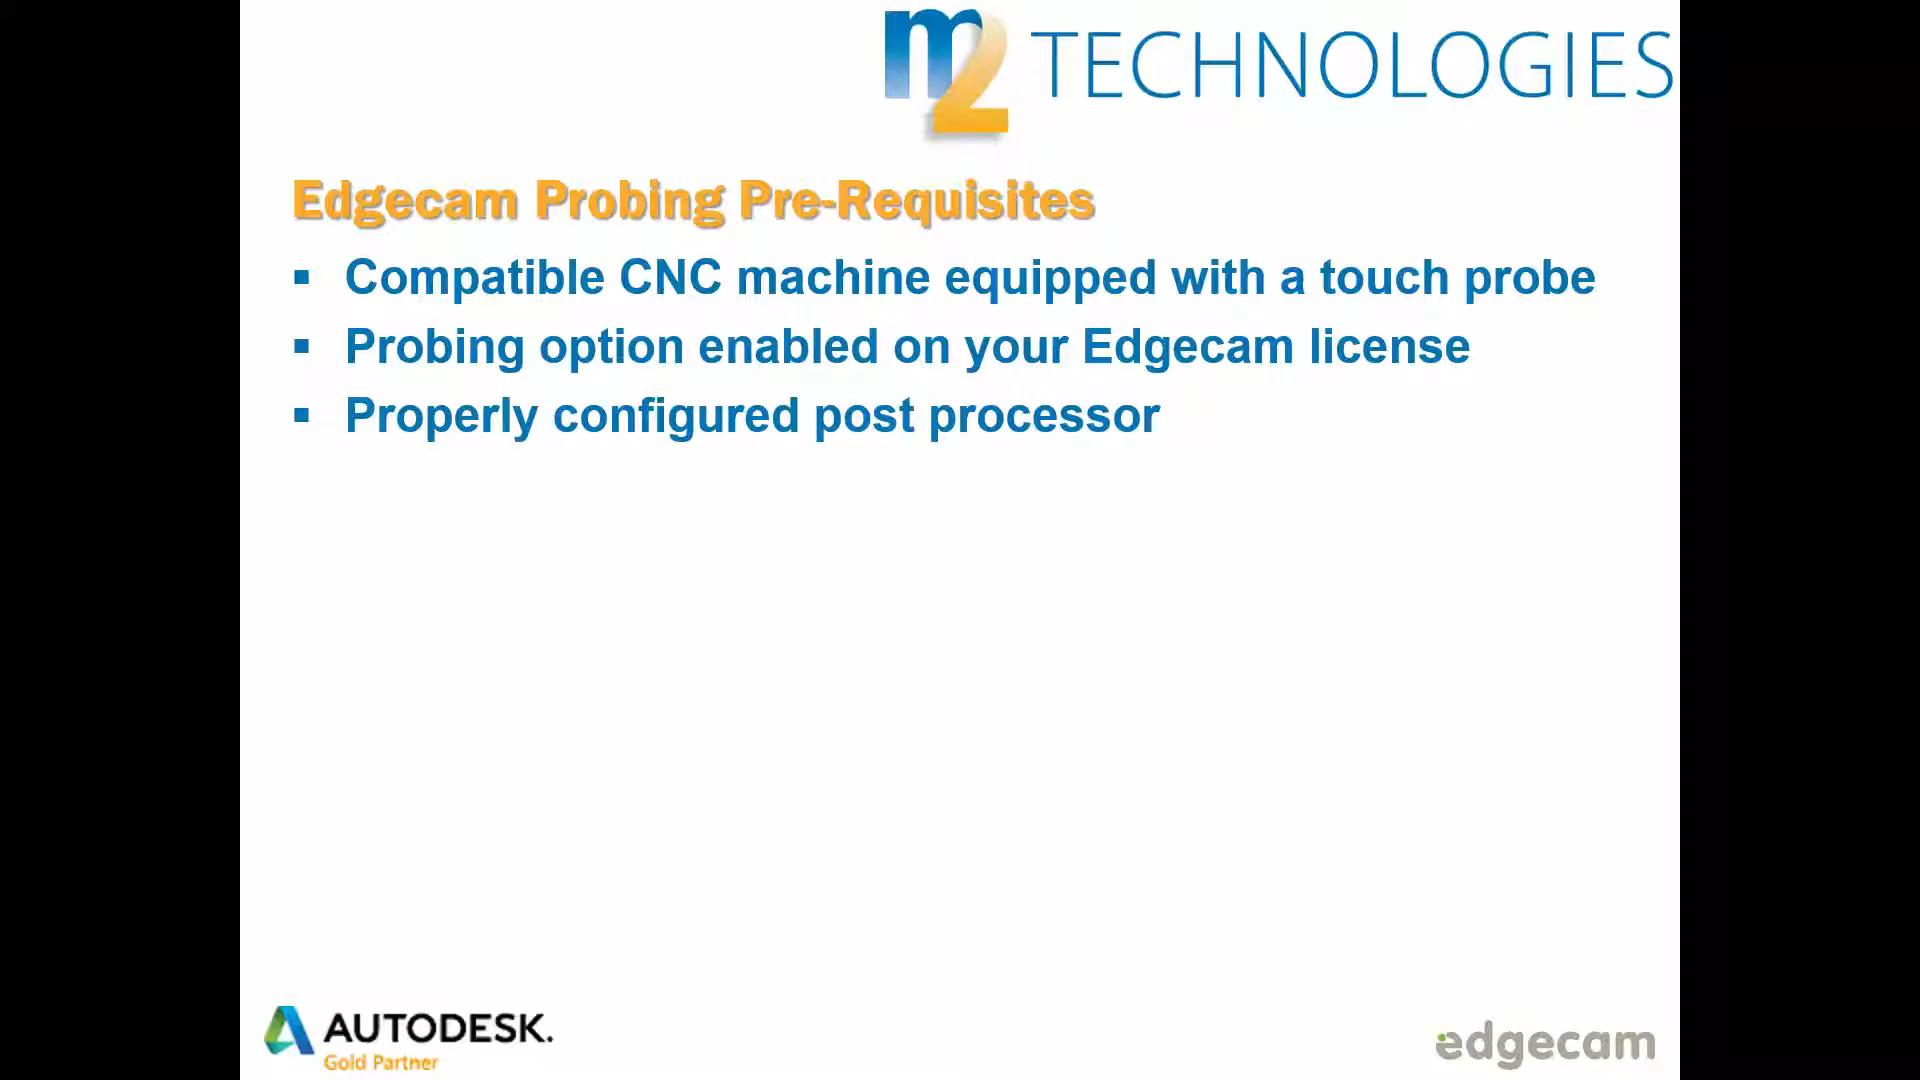 m2 TECHNOLOGIES
Edgecam Probing Pre-Requisites
▪ Compatible CNC machine equipped with a touch probe
▪ Probing option enabled on your Edgecam license
▪ Properly configured post processor
AUTODESK.
Gold Partner
edgecam